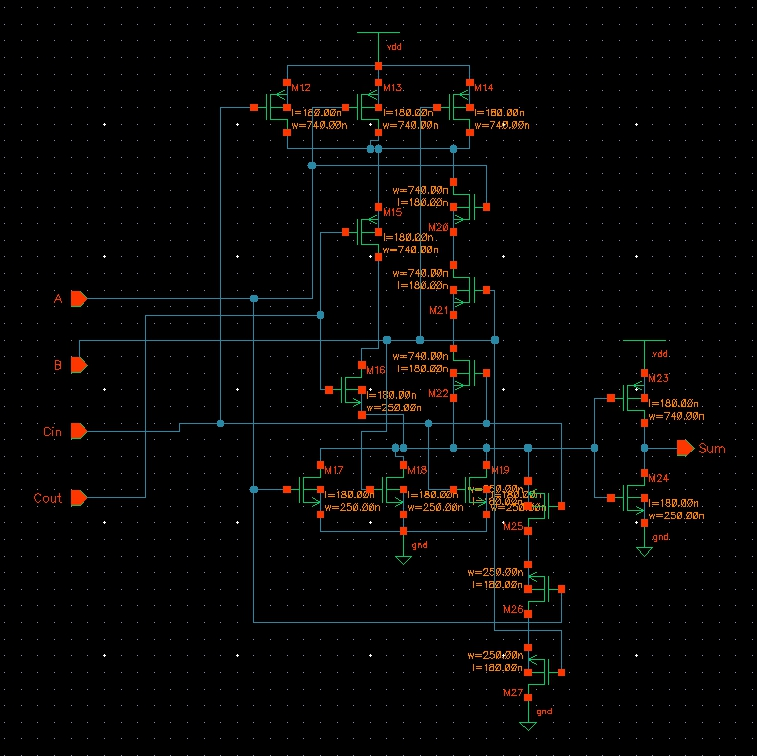 vdd
M12
M13
M14
l=180.00n
l=180.00n
l=180.00n
w=740.00n
w=740.00n
w=740.00n
w=740.00n
l=180.00n
M15
M20
l=180.00n
w=740.00n
w=740.00n
l=180.00n
A
M21
w=740.00n
l=180.00n
vdd
B
M16
M23
M22
l=180.00n
w=250.00n
l=180.00n
w=740.00n
Cin
Sum
M17
M18
M19
M24
Cout
l=180.00n
l=180.00n
l=180.00n
w=250.00n
w=250.00n
w=250.00n
l=180.00n
w=250.00n
M25
gnd
gnd
w=250.00n
l=180.00n
M26
w=250.00n
l=180.00n
M27
gnd